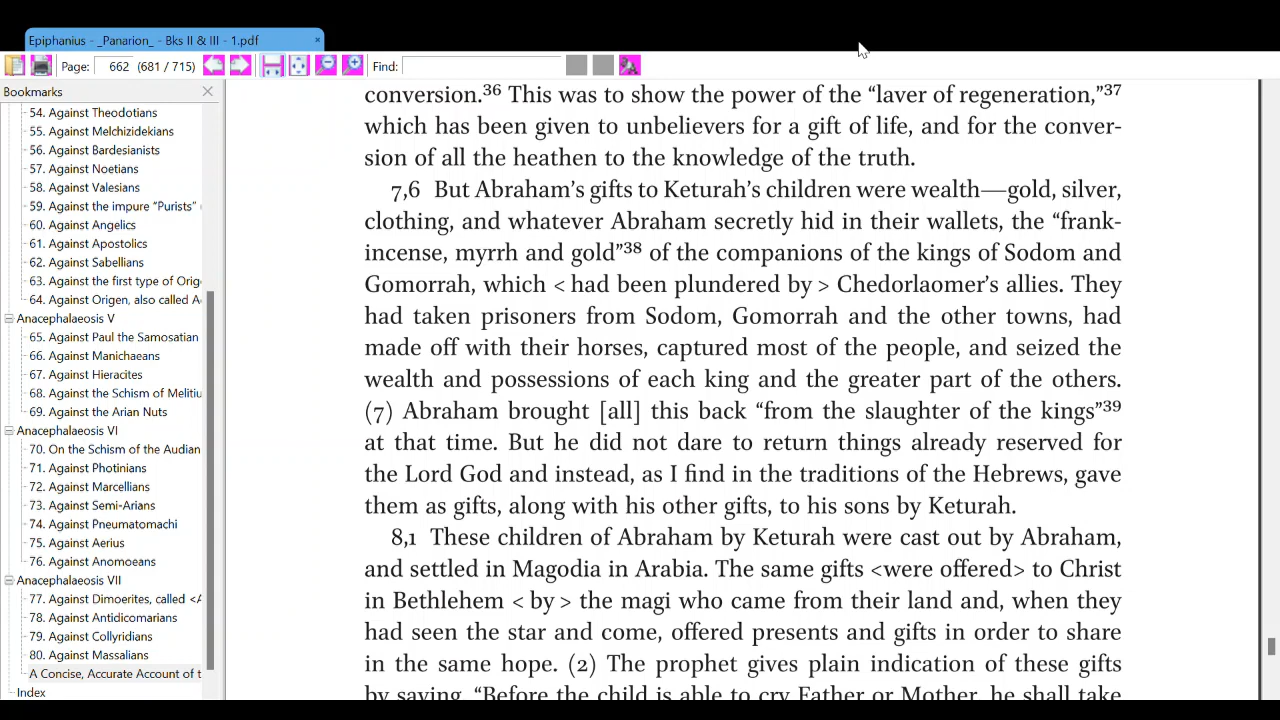 Epiphanius - _Panarion_ - Bks II & III - 1.pdf
×
Page: 662 (681 / 715) Find:
Bookmarks
54. Against Theodotians
55. Against Melchizidekians
56. Against Bardesianists
57. Against Noetians
58. Against Valesians
59. Against the impure “Purists” (
60. Against Angelics
61. Against Apostolics
62. Against Sabellians
63. Against the first type of Orig
64. Against Origen, also called A
Anacephalaeosis V
65. Against Paul the Samosatian
66. Against Manichaeans
67. Against Hieracites
68. Against the Schism of Melitiu
69. Against the Arian Nuts
Anacephalaeosis VI
70. On the Schism of the Audian
71. Against Photinians
72. Against Marcellians
73. Against Semi-Arians
74. Against Pneumatomachi
75. Against Aerius
76. Against Anomoeans
Anacephalaeosis VII
77. Against Dimoerites, called <A
78. Against Antidicomarians
79. Against Collyridians
80. Against Massalians
A Concise, Accurate Account of t
Index
conversion.³⁶ This was to show the power of the “laver of regeneration,”³⁷
which has been given to unbelievers for a gift of life, and for the conver-
sion of all the heathen to the knowledge of the truth.
7,6 But Abraham’s gifts to Keturah’s children were wealth—gold, silver,
clothing, and whatever Abraham secretly hid in their wallets, the “frank-
incense, myrrh and gold”³⁸ of the companions of the kings of Sodom and
Gomorrah, which < had been plundered by > Chedorlaomer’s allies. They
had taken prisoners from Sodom, Gomorrah and the other towns, had
made off with their horses, captured most of the people, and seized the
wealth and possessions of each king and the greater part of the others.
(7) Abraham brought [all] this back “from the slaughter of the kings”³⁹
at that time. But he did not dare to return things already reserved for
the Lord God and instead, as I find in the traditions of the Hebrews, gave
them as gifts, along with his other gifts, to his sons by Keturah.
8,1 These children of Abraham by Keturah were cast out by Abraham,
and settled in Magodia in Arabia. The same gifts <were offered> to Christ
in Bethlehem < by > the magi who came from their land and, when they
had seen the star and come, offered presents and gifts in order to share
in the same hope. (2) The prophet gives plain indication of these gifts
by saying, “Before the child is able to cry Father or Mother, he shall take